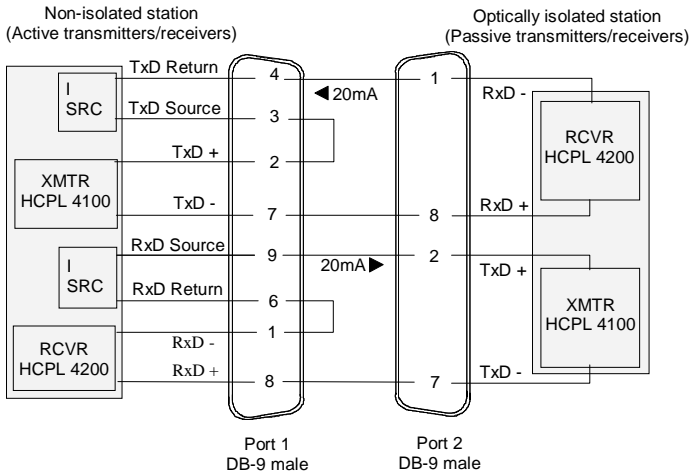 Non-isolated station
(Active transmitters/receivers)
Optically isolated station
(Passive transmitters/receivers)
TxD Return
4
1
RxD -
I
SRC
◄20mA
TxD Source
3
RCVR
HCPL 4200
TxD +
2
XMTR
HCPL 4100
TxD -
7
8
RxD +
RxD Source
9
20mA►
2
TxD +
I
SRC
RxD Return
6
XMTR
HCPL 4100
1
RxD -
RCVR
HCPL 4200
RxD +
8
7
TxD -
Port 1
DB-9 male
Port 2
DB-9 male